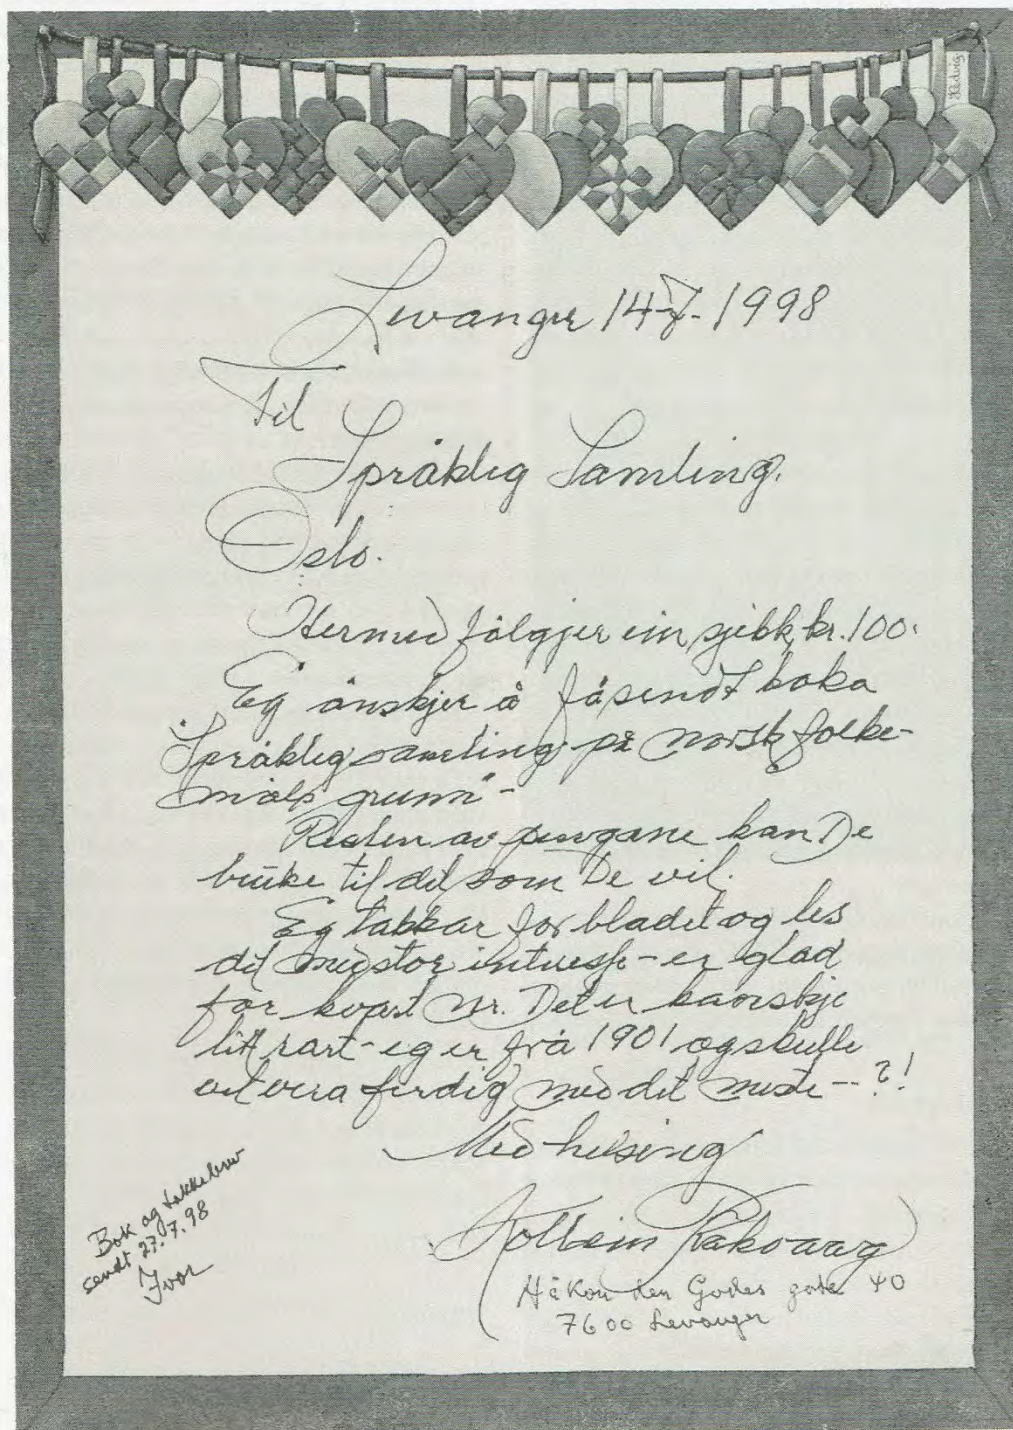 Levanger 14-7-1998
Til
Språklig Samling.
Oslo.
Hermed følgjer ein sjekk, kr. 100.
Eg ønskjer å få sendt boka
"Språklig samling på norsk folke-
måls grunn"-
Resten av pengane kan De
bruke til det som De vil.
Eg takkar for bladet og les
det med stor interesse - er glad
for kvart nr. Det er kanskje
litt rart - eg er frå 1901 og skulle
vel vera ferdig med det meste -- ?!
Med helsing
Kolbein
Håkon den Godes gate 40
7600 Levanger
Bok og takkebrev
sendt 27.7.98
Ivar